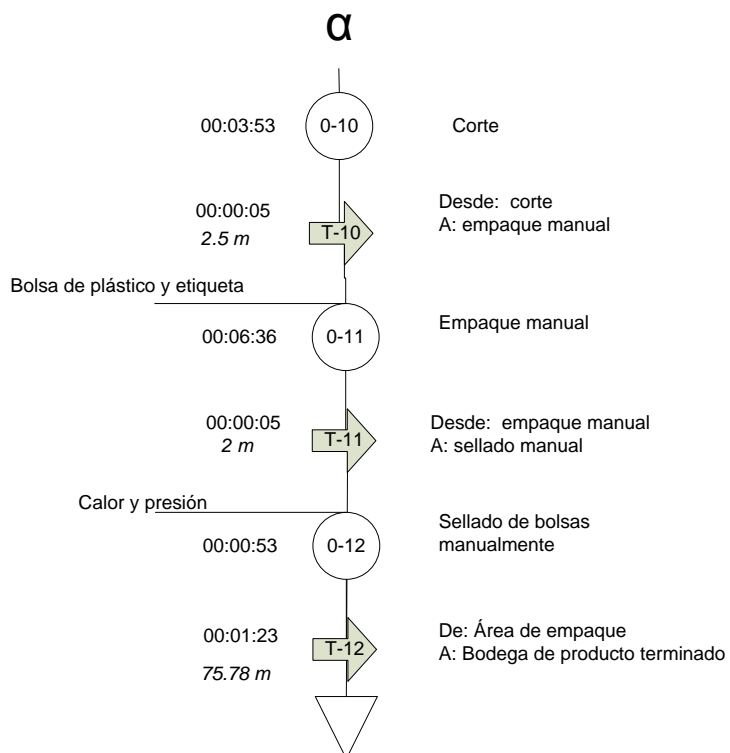 α
00:03:53
0-10
Corte
00:00:05
2.5 m
T-10
Desde:  corte
A: empaque manual
Bolsa de plástico y etiqueta
00:06:36
0-11
Empaque manual
00:00:05
2 m
T-11
Desde:  empaque manual
A: sellado manual
Calor y presión
00:00:53
0-12
Sellado de bolsas
manualmente
00:01:23
75.78 m
T-12
De: Área de empaque
A: Bodega de producto terminado